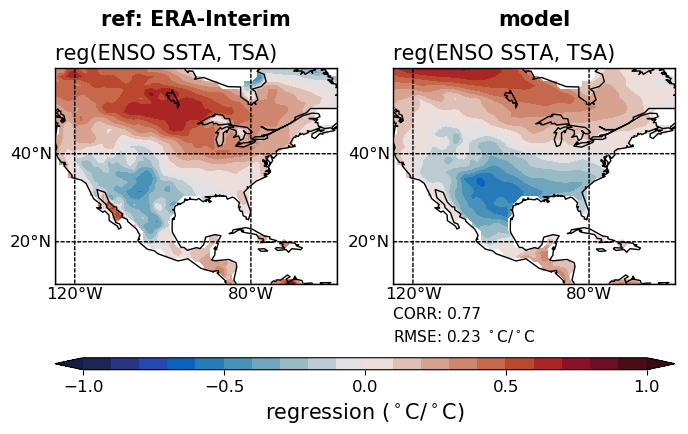 ref: ERA-Interim
model
reg(ENSO SSTA, TSA)
reg(ENSO SSTA, TSA)
40°N
20°N
120°W
80°W
40°N
20°N
120°W
80°W
CORR: 0.77
RMSE: 0.23 °C/°C
−1.0
−0.5
0.0
0.5
1.0
regression (°C/°C)